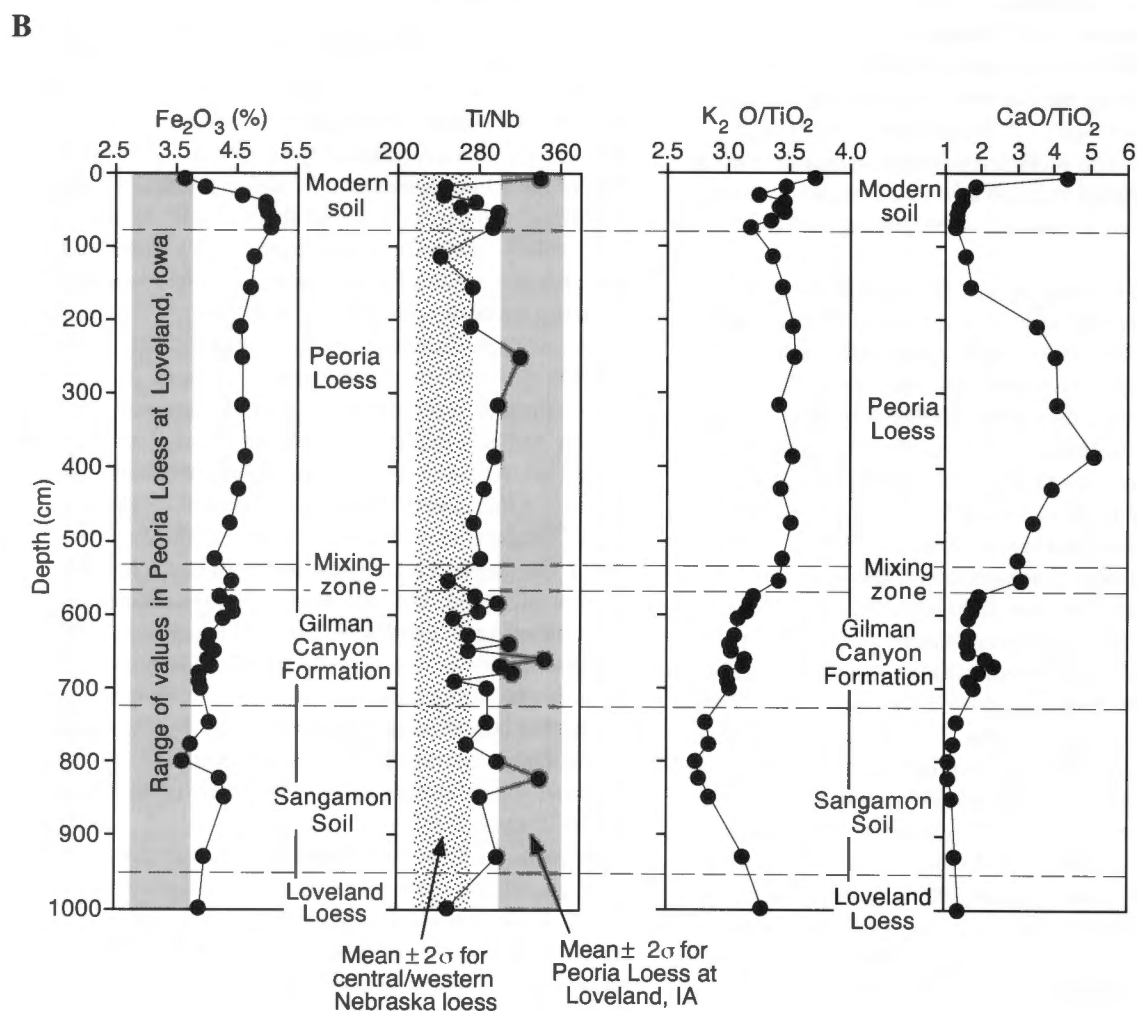 B
Fe2O3 (%)
Ti/Nb
K2 O/TiO2
CaO/TiO2
2.5 3.5 4.5 5.5
200 280 360
2.5 3.0 3.5 4.0
1 2 3 4 5 6
Depth (cm)
0
100
200
300
400
500
600
700
800
900
1000
Range of values in Peoria Loess at Loveland, Iowa
Modern
soil
Peoria
Loess
Mixing
zone
Gilman
Canyon
Formation
Sangamon
Soil
Loveland
Loess
Modern
soil
Peoria
Loess
Mixing
zone
Gilman
Canyon
Formation
Sangamon
Soil
Loveland
Loess
Mean ± 2σ for
central/western
Nebraska loess
Mean ± 2σ for
Peoria Loess at
Loveland, IA